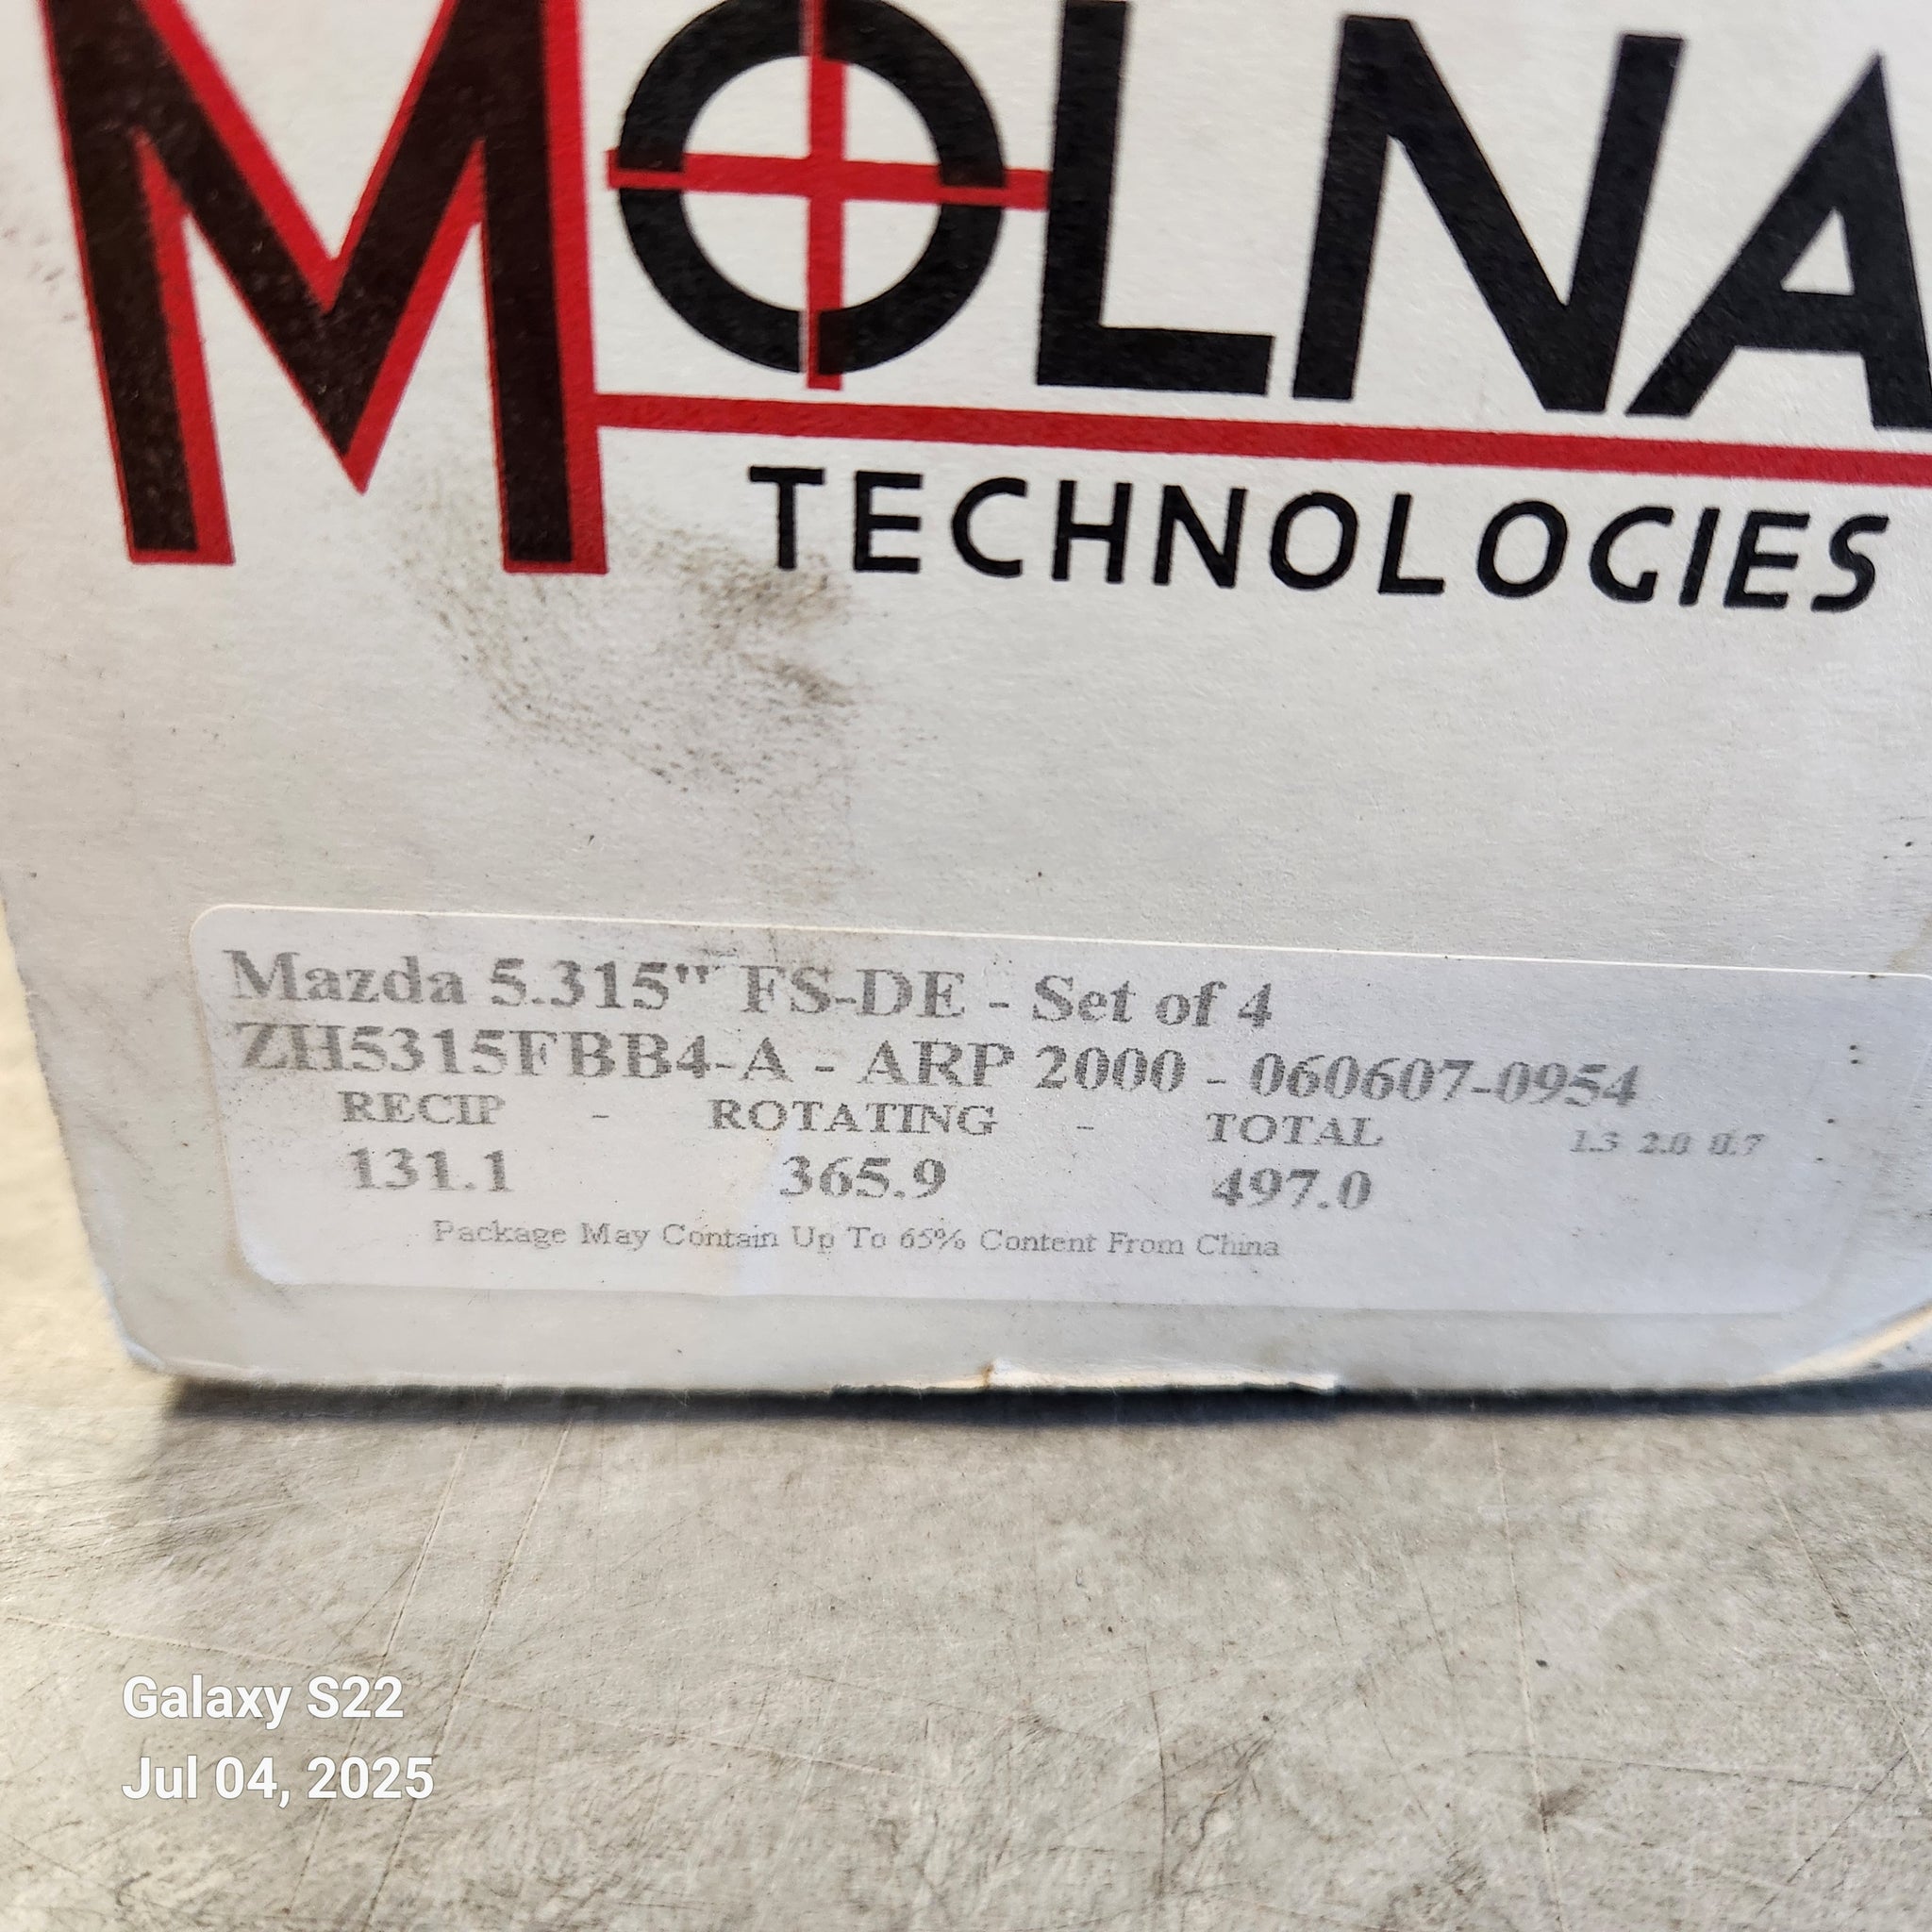 MOLNA
TECHNOLOGIES
Mazda 5.315" FS-DE - Set of 4
ZH5315FBB4-A - ARP 2000 - 060607-0954
RECIP - ROTATING - TOTAL 1.3 2.0 0.7
131.1 365.9 497.0
Package May Contain Up To 65% Content From China
Galaxy S22
Jul 04, 2025